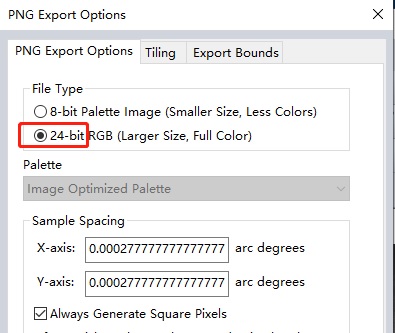 PNG Export Options
PNG Export Options Tiling Export Bounds
File Type
8-bit Palette Image (Smaller Size, Less Colors)
24-bit RGB (Larger Size, Full Color)
Palette
Image Optimized Palette
Sample Spacing
X-axis: 0.000277777777777777 arc degrees
Y-axis: 0.000277777777777777 arc degrees
Always Generate Square Pixels